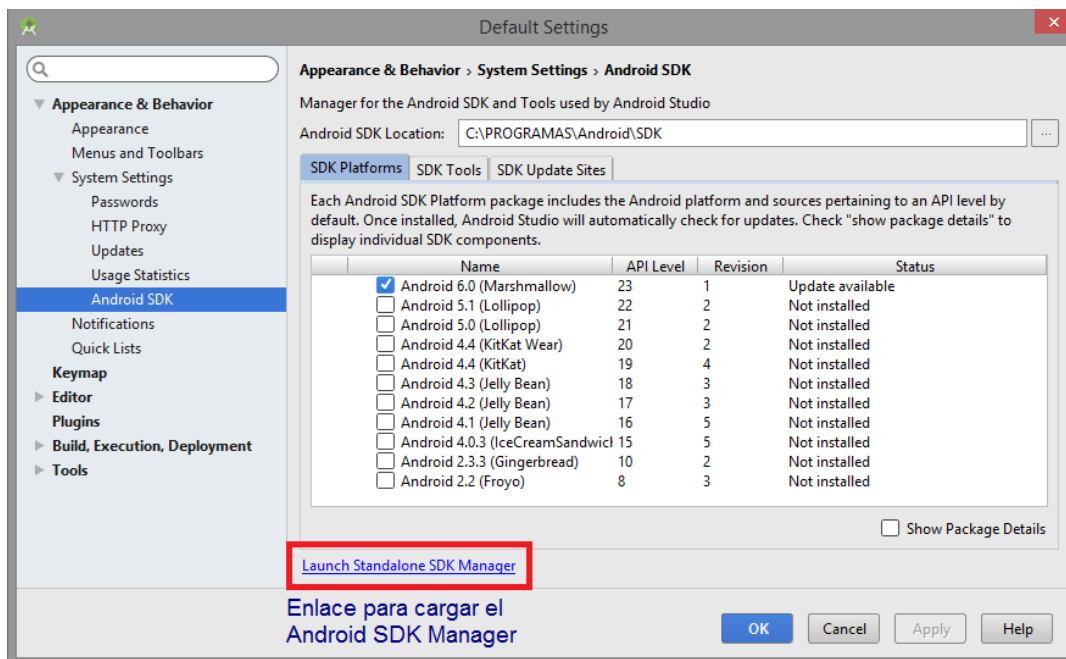 Default Settings
Appearance & Behavior
Appearance
Menus and Toolbars
System Settings
Passwords
HTTP Proxy
Updates
Usage Statistics
Android SDK
Notifications
Quick Lists
Keymap
Editor
Plugins
Build, Execution, Deployment
Tools
Appearance & Behavior › System Settings › Android SDK
Manager for the Android SDK and Tools used by Android Studio
Android SDK Location: C:\PROGRAMAS\Android\SDK ...
SDK Platforms SDK Tools SDK Update Sites
Each Android SDK Platform package includes the Android platform and sources pertaining to an API level by
default. Once installed, Android Studio will automatically check for updates. Check "show package details" to
display individual SDK components.
Name API Level Revision Status
Android 6.0 (Marshmallow) 23 1 Update available
Android 5.1 (Lollipop) 22 2 Not installed
Android 5.0 (Lollipop) 21 2 Not installed
Android 4.4 (KitKat Wear) 20 2 Not installed
Android 4.4 (KitKat) 19 4 Not installed
Android 4.3 (Jelly Bean) 18 3 Not installed
Android 4.2 (Jelly Bean) 17 3 Not installed
Android 4.1 (Jelly Bean) 16 5 Not installed
Android 4.0.3 (IceCreamSandwich 15 5 Not installed
Android 2.3.3 (Gingerbread) 10 2 Not installed
Android 2.2 (Froyo) 8 3 Not installed
Show Package Details
Launch Standalone SDK Manager
Enlace para cargar el
Android SDK Manager
OK Cancel Apply Help